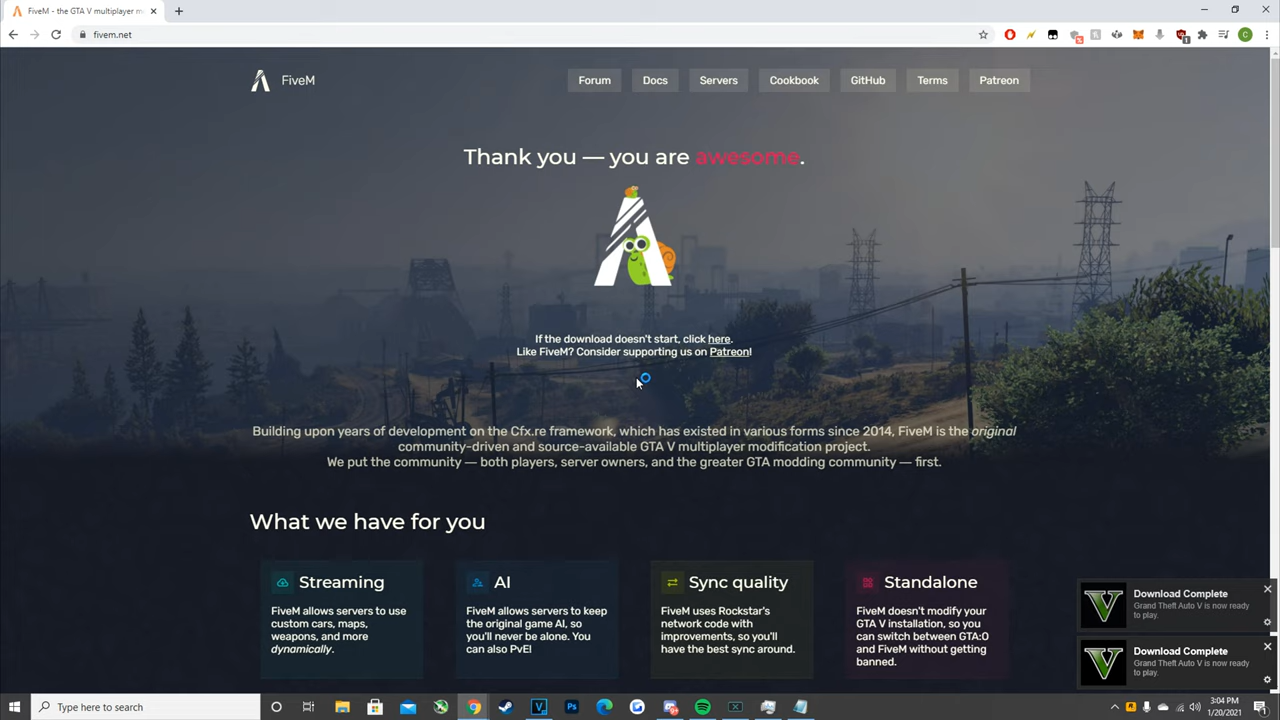 FiveM - the GTA V multiplayer m
fivem.net
FiveM
Forum
Docs
Servers
Cookbook
GitHub
Terms
Patreon
Thank you — you are awesome.
If the download doesn't start, click here.
Like FiveM? Consider supporting us on Patreon!
Building upon years of development on the Cfx.re framework, which has existed in various forms since 2014, FiveM is the original
community-driven and source-available GTA V multiplayer modification project.
We put the community — both players, server owners, and the greater GTA modding community — first.
What we have for you
Streaming
FiveM allows servers to use
custom cars, maps,
weapons, and more
dynamically.
AI
FiveM allows servers to keep
the original game AI, so
you'll never be alone. You
can also PvE!
Sync quality
FiveM uses Rockstar's
network code with
improvements, so you'll
have the best sync around.
Standalone
FiveM doesn't modify your
GTA V installation, so you
can switch between GTA:O
and FiveM without getting
banned.
Download Complete
Grand Theft Auto V is now ready
to play.
Download Complete
Grand Theft Auto V is now ready
to play.
Type here to search
3:04 PM
1/20/2021